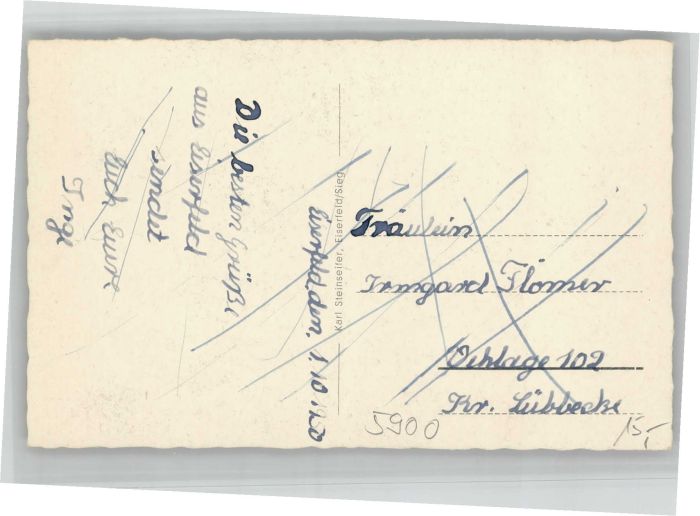 Eiserfeld, den, 1.10.1950
Die besten Grüße
aus Eiserfeld
sendet
Euch Eure
Inge
Karl Steinseifer, Eiserfeld/Sieg
Fräulein
Irmgard Flömer
Oehlage 102
Kr. Lübbecke
5900
15,-